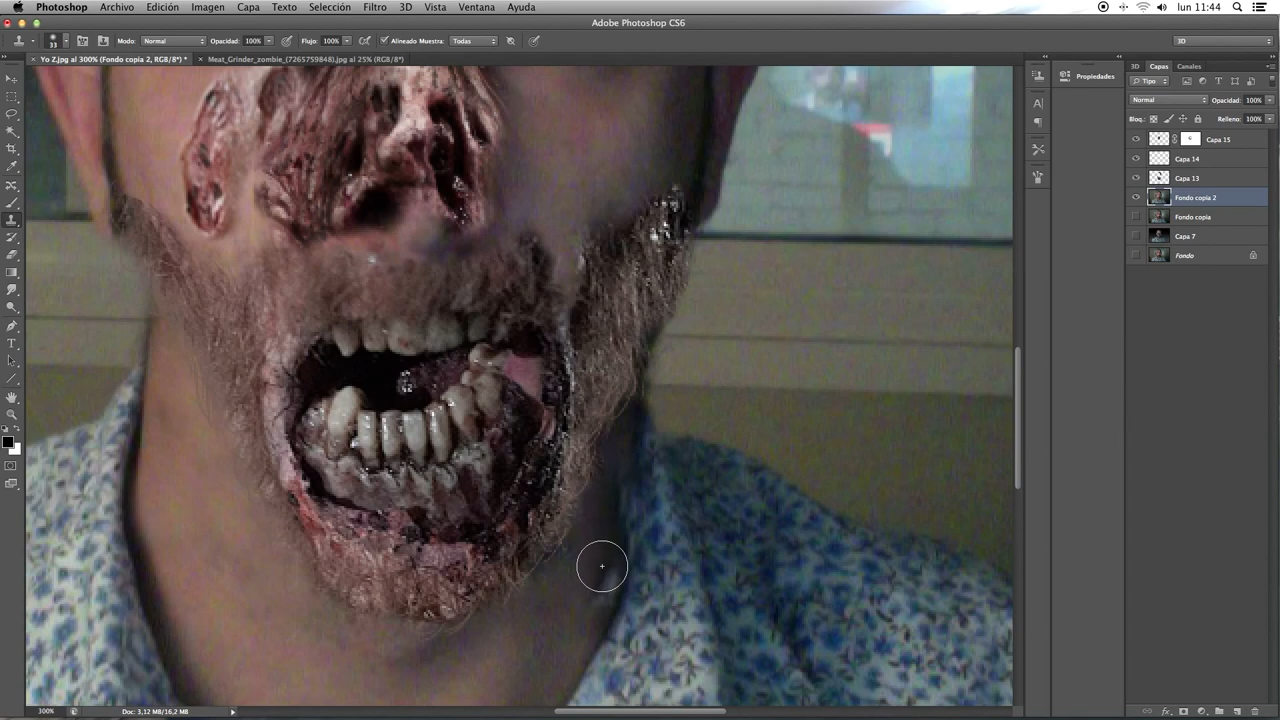 Photoshop Archivo Edición Imagen Capa Texto Selección Filtro 3D Vista Ventana Ayuda lun 11:44
Adobe Photoshop CS6
33 Modo: Normal Opacidad: 100% Flujo: 100% Alineado Muestra: Todas 3D
× Yo Z.jpg al 300% (Fondo copia 2, RGB/8*) * × Meat_Grinder_zombie_(7265759848).jpg al 25% (RGB/8*)
3D Capas Canales
Propiedades
Tipo
Normal Opacidad: 100%
Bloq.: Relleno: 100%
Capa 15
Capa 14
Capa 13
Fondo copia 2
Fondo copia
Capa 7
Fondo
fx
300% Doc: 3,12 MB/16,2 MB